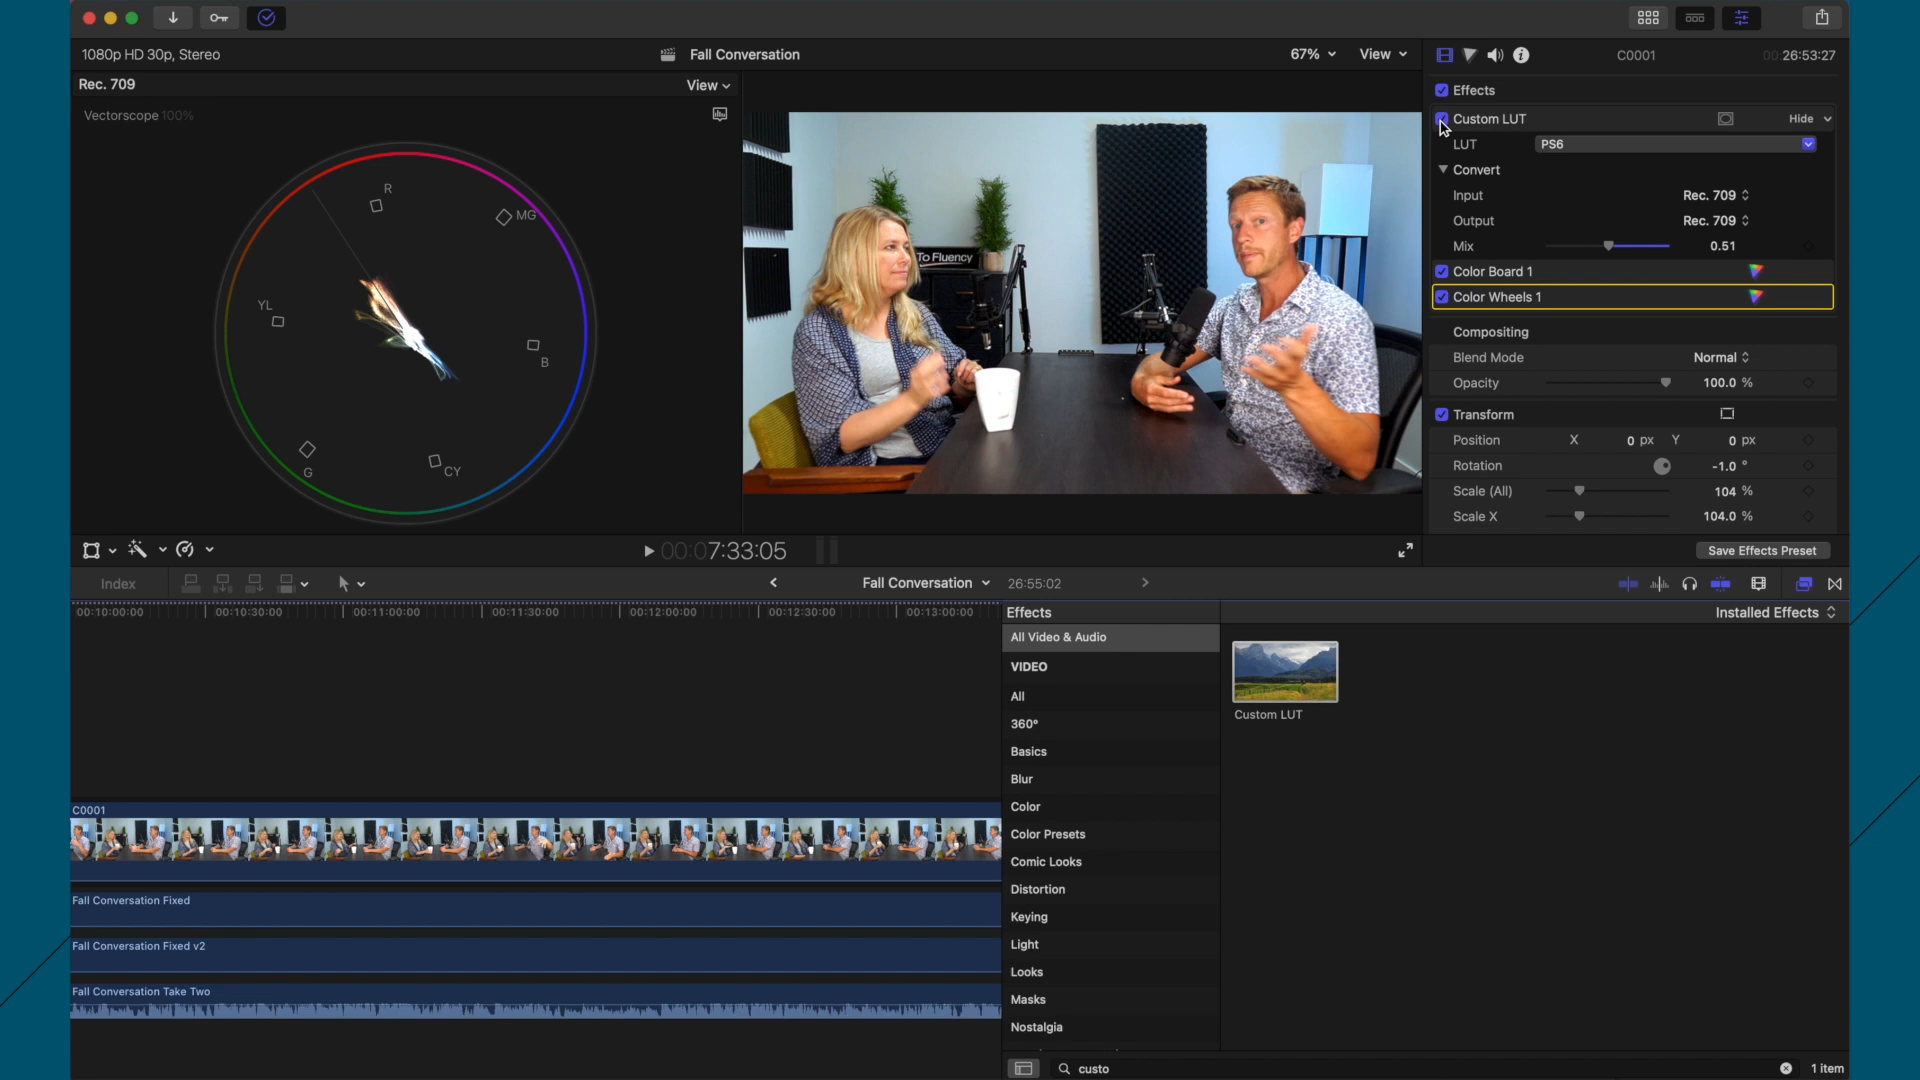 1080p HD 30p, Stereo
Fall Conversation
67%
View
C0001
00:26:53:27
Rec. 709
View
Vectorscope 100%
R
MG
YL
B
G
CY
To Fluency
Effects
Custom LUT
Hide
LUT
PS6
Convert
Input
Rec. 709
Output
Rec. 709
Mix
0.51
Color Board 1
Color Wheels 1
Compositing
Blend Mode
Normal
Opacity
100.0 %
Transform
Position
X
0 px
Y
0 px
Rotation
-1.0 °
Scale (All)
104 %
Scale X
104.0 %
00:07:33:05
Save Effects Preset
Index
Fall Conversation
26:55:02
00:10:00:00
00:10:30:00
00:11:00:00
00:11:30:00
00:12:00:00
00:12:30:00
00:13:00:00
Effects
Installed Effects
All Video & Audio
VIDEO
All
360°
Basics
Blur
Color
Color Presets
Comic Looks
Distortion
Keying
Light
Looks
Masks
Nostalgia
Custom LUT
C0001
Fall Conversation Fixed
Fall Conversation Fixed v2
Fall Conversation Take Two
custo
1 item